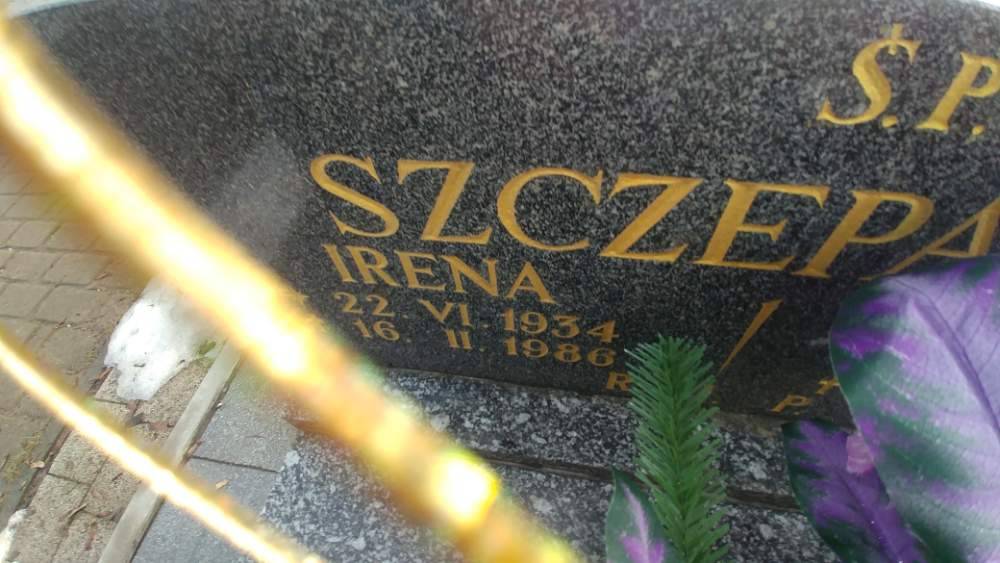 Ś.P.
SZCZEPA
IRENA
22. VI. 1934
16. II. 1986